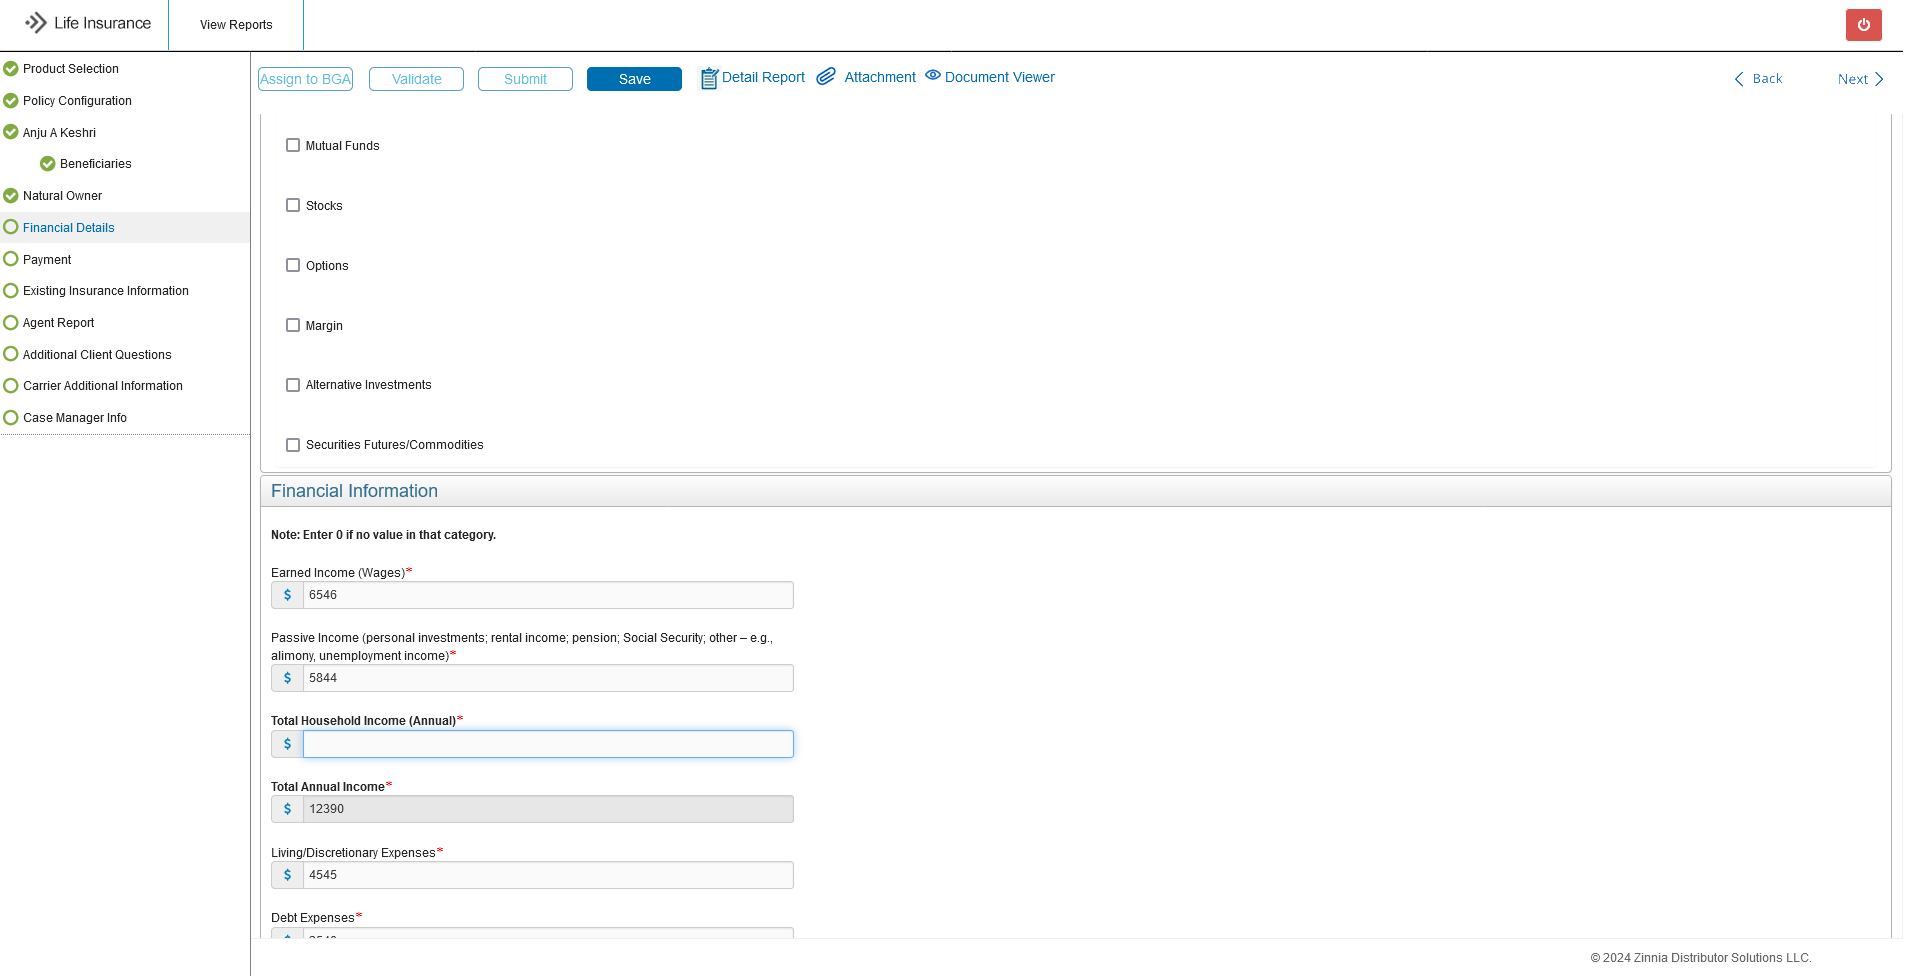 Life Insurance
View Reports
Product Selection
Policy Configuration
Anju A Keshri
Beneficiaries
Natural Owner
Financial Details
Payment
Existing Insurance Information
Agent Report
Additional Client Questions
Carrier Additional Information
Case Manager Info
Assign to BGA
Validate
Submit
Save
Detail Report
Attachment
Document Viewer
Back
Next
Mutual Funds
Stocks
Options
Margin
Alternative Investments
Securities Futures/Commodities
Financial Information
Note: Enter 0 if no value in that category.
Earned Income (Wages)*
$ 6546
Passive Income (personal investments; rental income; pension; Social Security; other – e.g.,
alimony, unemployment income)*
$ 5844
Total Household Income (Annual)*
$
Total Annual Income*
$ 12390
Living/Discretionary Expenses*
$ 4545
Debt Expenses*
© 2024 Zinnia Distributor Solutions LLC.